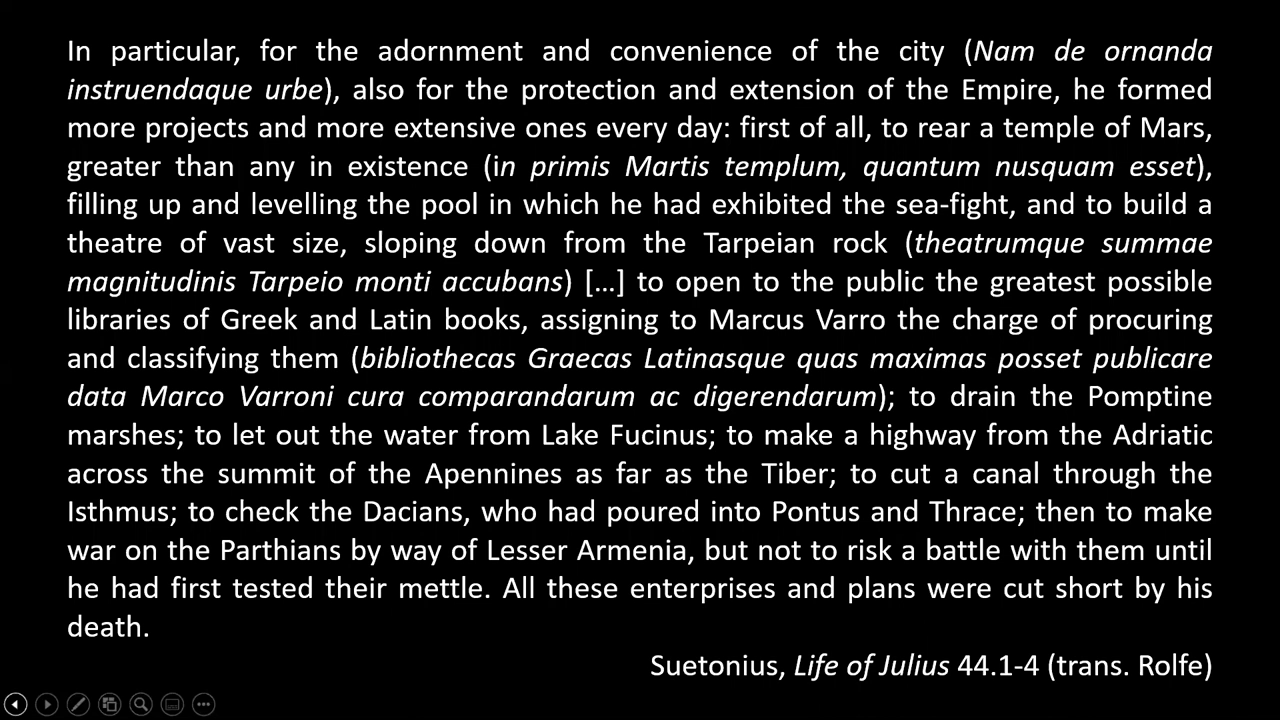 In particular, for the adornment and convenience of the city (Nam de ornanda
instruendaque urbe), also for the protection and extension of the Empire, he formed
more projects and more extensive ones every day: first of all, to rear a temple of Mars,
greater than any in existence (in primis Martis templum, quantum nusquam esset),
filling up and levelling the pool in which he had exhibited the sea-fight, and to build a
theatre of vast size, sloping down from the Tarpeian rock (theatrumque summae
magnitudinis Tarpeio monti accubans) […] to open to the public the greatest possible
libraries of Greek and Latin books, assigning to Marcus Varro the charge of procuring
and classifying them (bibliothecas Graecas Latinasque quas maximas posset publicare
data Marco Varroni cura comparandarum ac digerendarum); to drain the Pomptine
marshes; to let out the water from Lake Fucinus; to make a highway from the Adriatic
across the summit of the Apennines as far as the Tiber; to cut a canal through the
Isthmus; to check the Dacians, who had poured into Pontus and Thrace; then to make
war on the Parthians by way of Lesser Armenia, but not to risk a battle with them until
he had first tested their mettle. All these enterprises and plans were cut short by his
death.
Suetonius, Life of Julius 44.1-4 (trans. Rolfe)